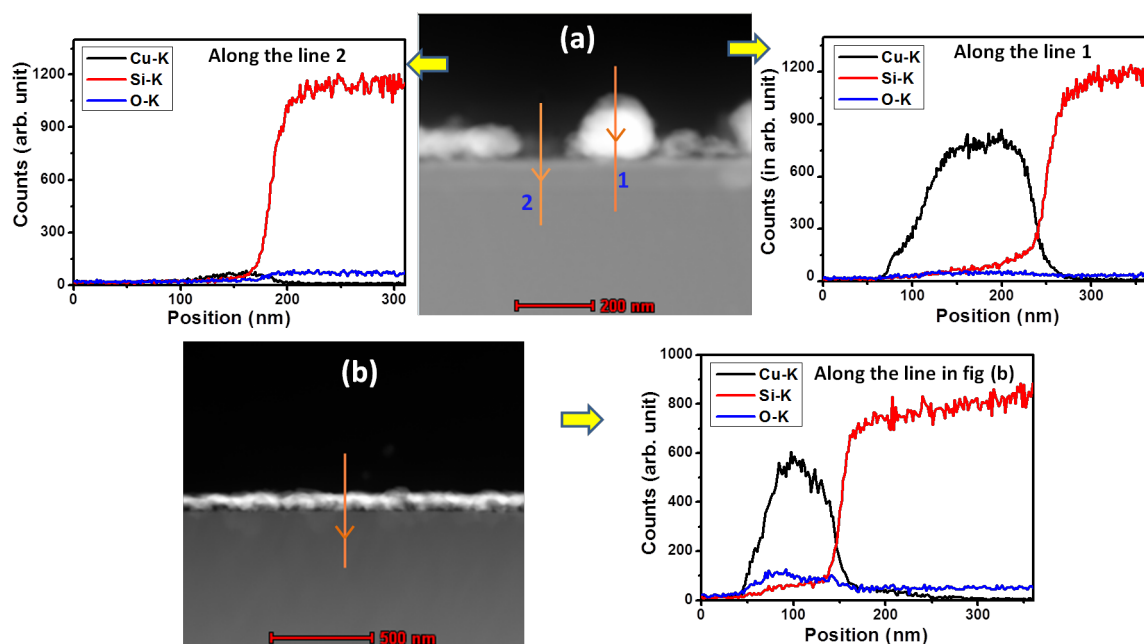 Along the line 2
Cu-K
Si-K
O-K
Counts (arb. unit)
1200
900
600
300
0
0
100
200
300
Position (nm)
(a)
1
2
200 nm
Along the line 1
Cu-K
Si-K
O-K
Counts (in arb. unit)
1200
900
600
300
0
0
100
200
300
Position (nm)
(b)
500 nm
Along the line in fig (b)
Cu-K
Si-K
O-K
Counts (arb. unit)
1000
800
600
400
200
0
0
100
200
300
Position (nm)